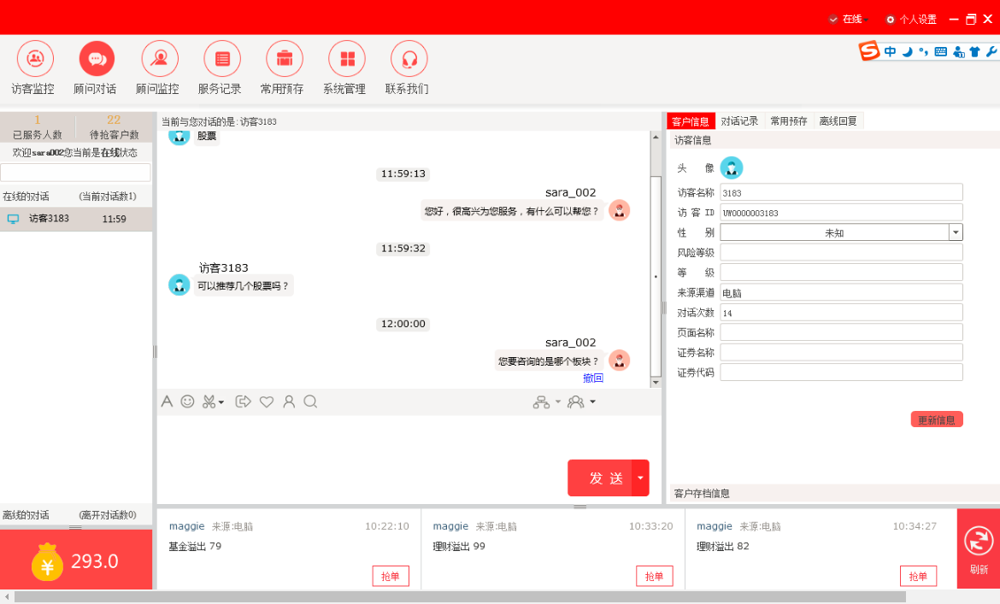 在线
个人设置
中
访客监控 顾问对话 顾问监控 服务记录 常用预存 系统管理 联系我们
1 22
已服务人数 待抢客户数
欢迎sara002您当前是在线状态
在线的对话 (当前对话数1)
访客3183 11:59
离线的对话 (离开对话数0)
¥ 293.0
当前与您对话的是:访客3183
股票
11:59:13
sara_002
您好，很高兴为您服务，有什么可以帮您？
11:59:32
访客3183
可以推荐几个股票吗？
12:00:00
sara_002
您要咨询的是哪个板块？
撤回
发 送
客户信息 对话记录 常用预存 离线回复
访客信息
头 像
访客名称 3183
访 客 ID UW0000003183
性 别 未知
风险等级
等 级
来源渠道 电脑
对话次数 14
页面名称
证券名称
证券代码
更新信息
客户存档信息
maggie 来源:电脑 10:22:10
基金溢出 79
抢单
maggie 来源:电脑 10:33:20
理财溢出 99
抢单
maggie 来源:电脑 10:34:27
理财溢出 82
抢单
刷新